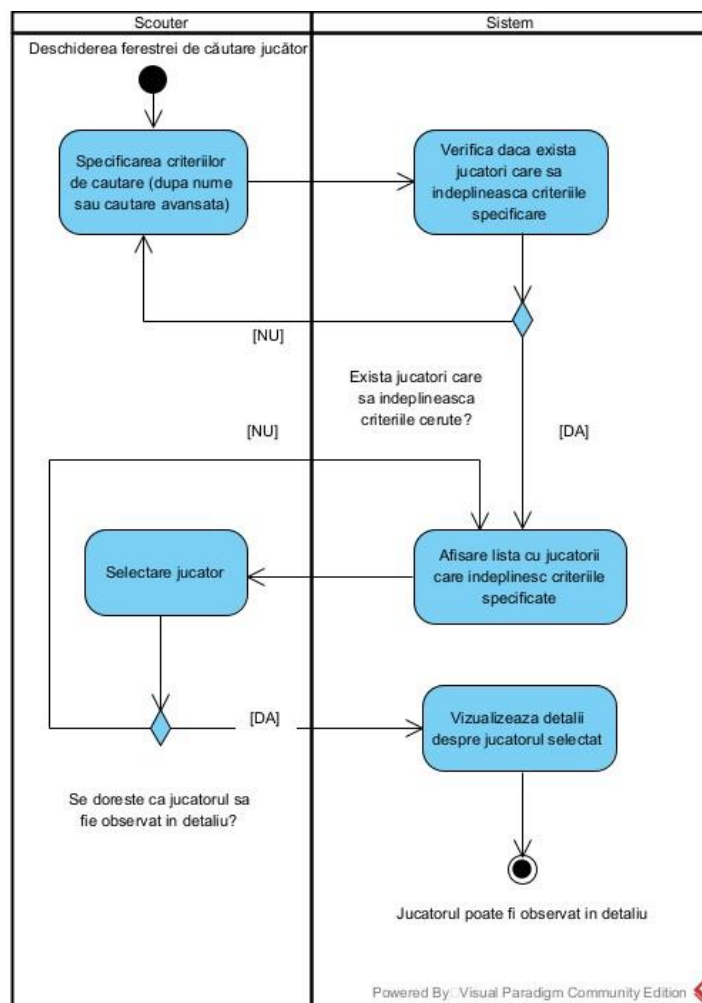 Scouter
Sistem
Deschiderea ferestrei de căutare jucător
Specificarea criteriilor
de cautare (dupa nume
sau cautare avansata)
Verifica daca exista
jucatori care sa
indeplineasca criteriile
specificare
[NU]
Exista jucatori care
sa indeplineasca
criteriile cerute?
[DA]
[NU]
Selectare jucator
Afisare lista cu jucatorii
care indeplinesc criteriile
specificate
[DA]
Vizualizeaza detalii
despre jucatorul selectat
Se doreste ca jucatorul sa
fie observat in detaliu?
Jucatorul poate fi observat in detaliu
Powered By Visual Paradigm Community Edition